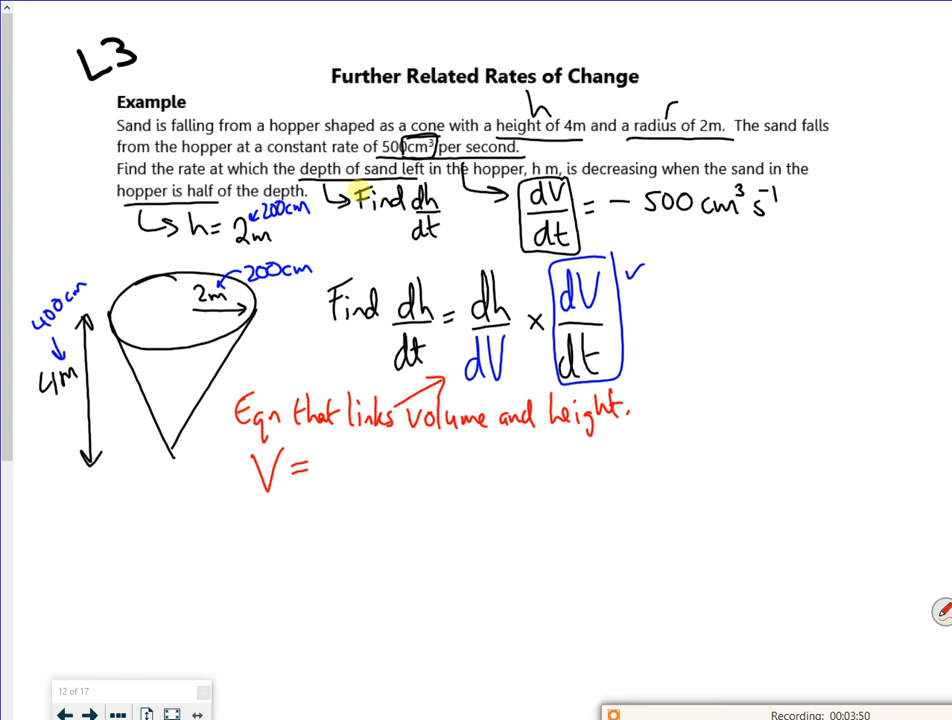 L3
Further Related Rates of Change
Example
h r
Sand is falling from a hopper shaped as a cone with a height of 4m and a radius of 2m. The sand falls
from the hopper at a constant rate of 500cm³ per second.
Find the rate at which the depth of sand left in the hopper, h m, is decreasing when the sand in the
hopper is half of the depth.
Find dh/dt
dV/dt = - 500 cm³ s⁻¹
h = 2m
200cm
2m
200cm
400cm
4m
Find dh/dt = dh/dV × dV/dt ✓
Eqn that links volume and height.
V =
12 of 17
Recording: 00:03:50